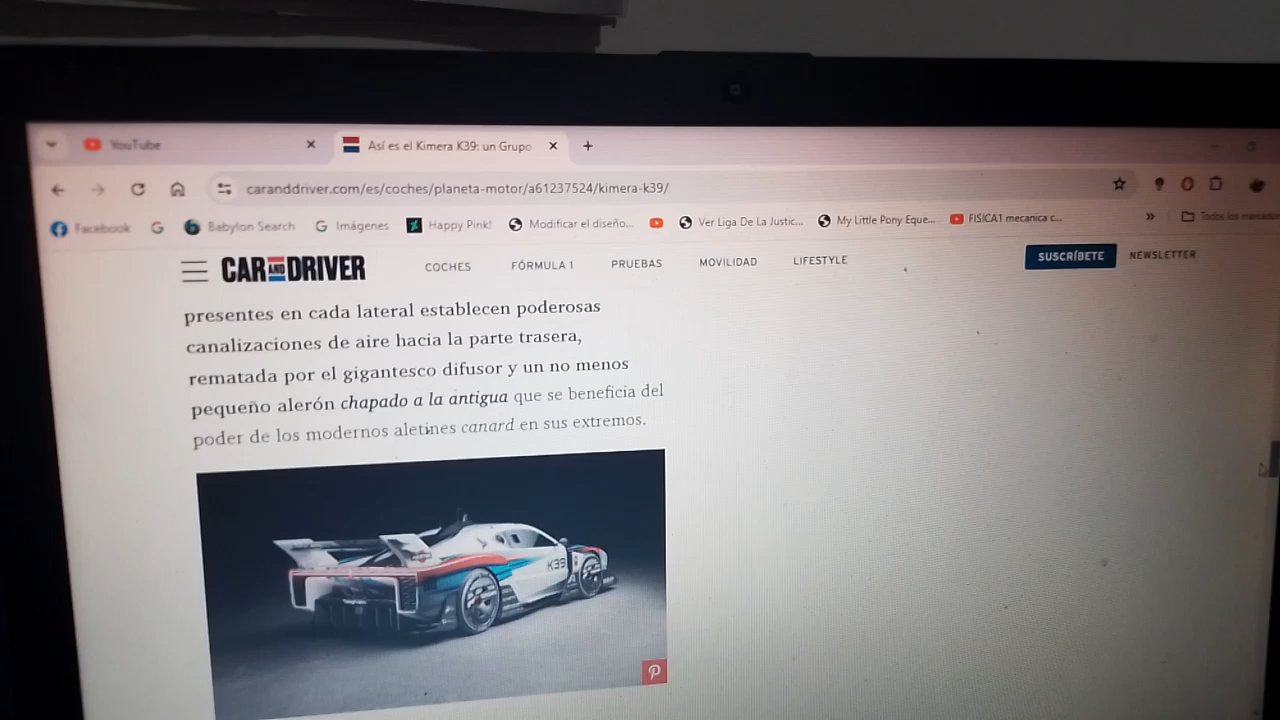 YouTube
Así es el Kimera K39: un Grupo
caranddriver.com/es/coches/planeta-motor/a61237524/kimera-k39/
Facebook
Babylon Search
Imágenes
Happy Pink!
Modificar el diseño...
Ver Liga De La Justic...
My Little Pony Eque...
FISICA1 mecanica c...
»
Todos los marcado
CAR AND DRIVER
COCHES
FÓRMULA 1
PRUEBAS
MOVILIDAD
LIFESTYLE
SUSCRÍBETE
NEWSLETTER
presentes en cada lateral establecen poderosas
canalizaciones de aire hacia la parte trasera,
rematada por el gigantesco difusor y un no menos
pequeño alerón chapado a la antigua que se beneficia del
poder de los modernos aletines canard en sus extremos.
K39